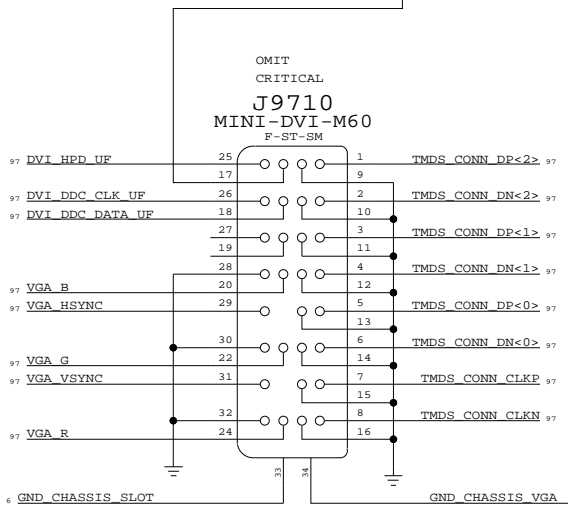 OMIT
CRITICAL
J9710
MINI-DVI-M60
F-ST-SM
97 DVI_HPD_UF 25 1 TMDS_CONN_DP<2> 97
17 9
97 DVI_DDC_CLK_UF 26 2 TMDS_CONN_DN<2> 97
97 DVI_DDC_DATA_UF 18 10
27 3 TMDS_CONN_DP<1> 97
19 11
28 4 TMDS_CONN_DN<1> 97
97 VGA_B 20 12
97 VGA_HSYNC 29 5 TMDS_CONN_DP<0> 97
13
30 6 TMDS_CONN_DN<0> 97
97 VGA_G 22 14
97 VGA_VSYNC 31 7 TMDS_CONN_CLKP 97
15
32 8 TMDS_CONN_CLKN 97
97 VGA_R 24 16
33 34
6 GND_CHASSIS_SLOT GND_CHASSIS_VGA